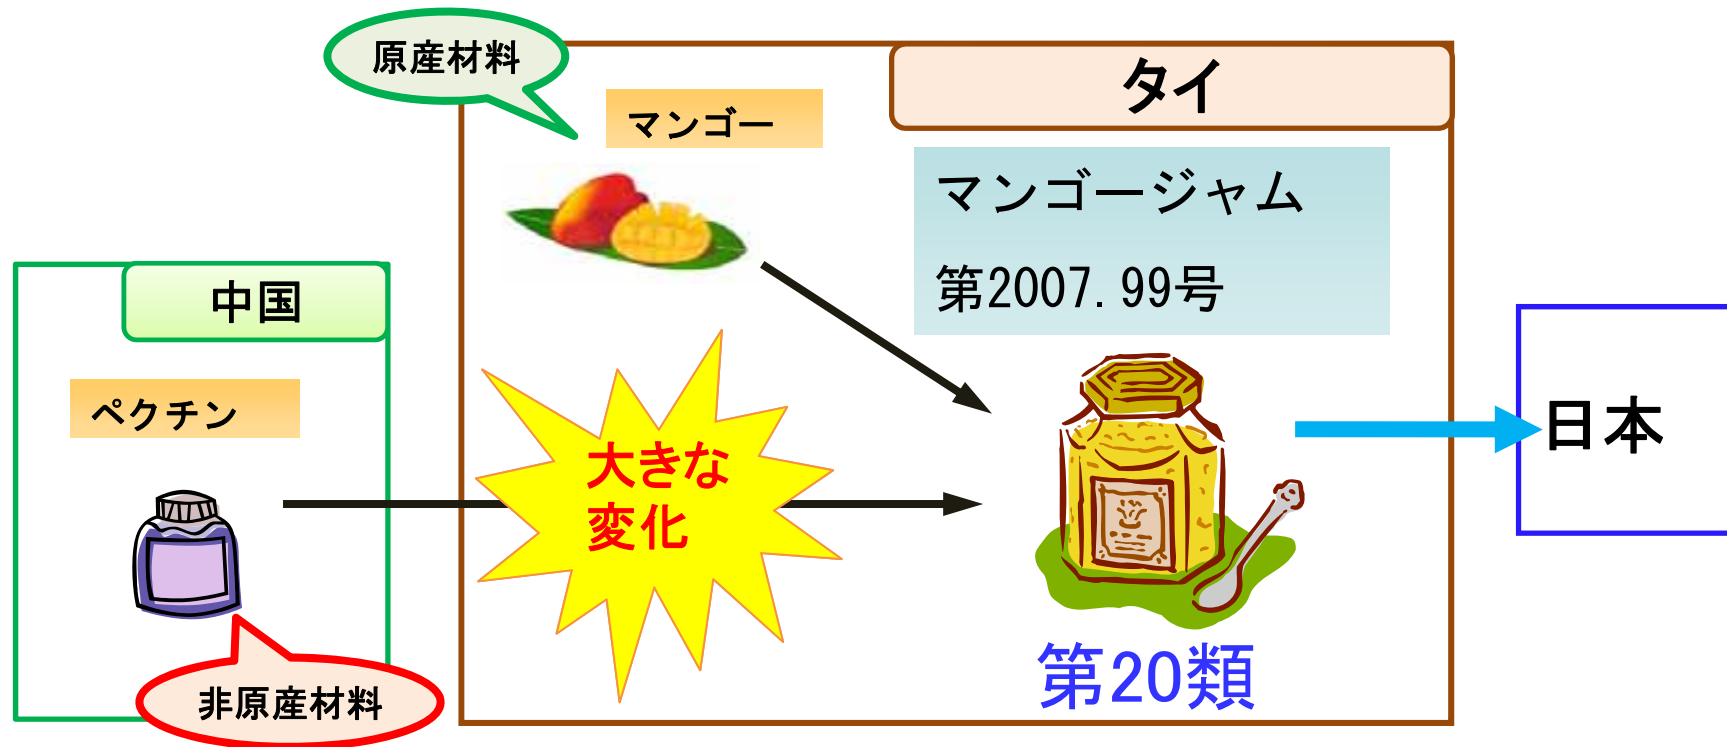 原産材料
タイ
マンゴー
マンゴージャム
第2007.99号
中国
ペクチン
大きな
変化
日本
非原産材料
第20類